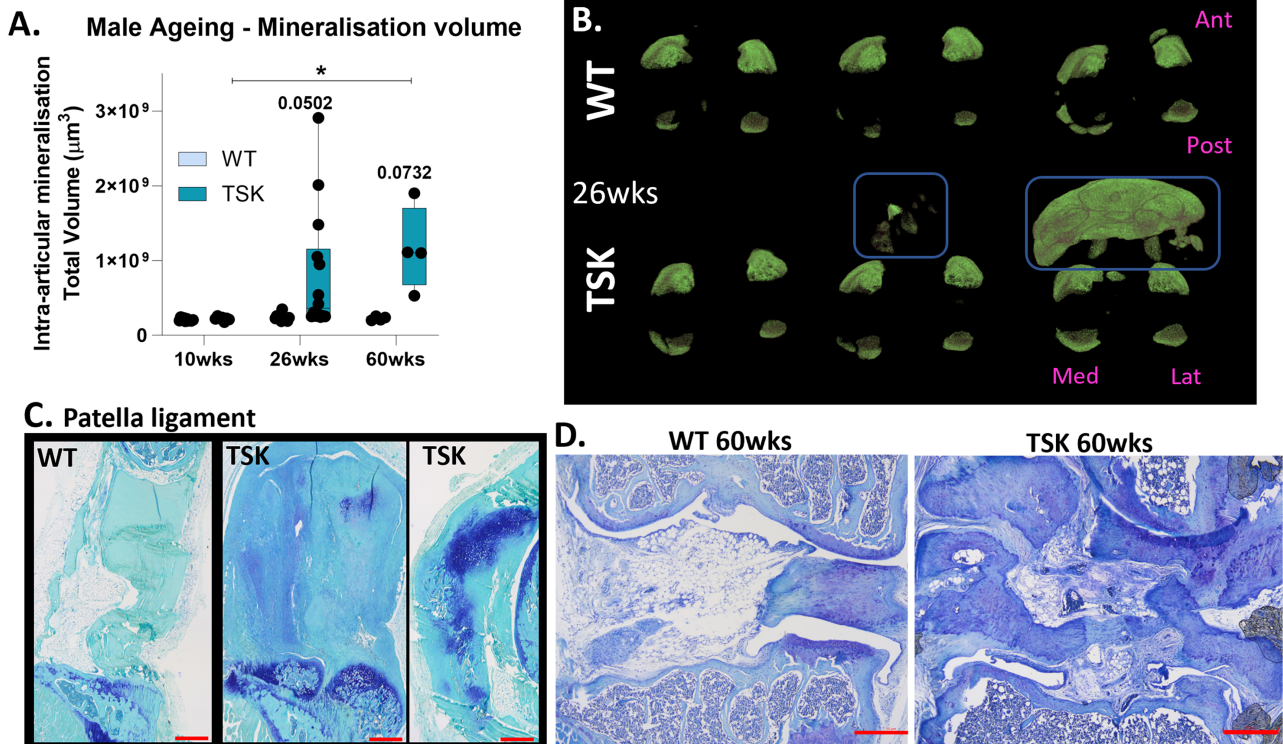 A.
Male Ageing - Mineralisation volume
Intra-articular mineralisation
Total Volume (μm³)
3×10⁹
2×10⁹
1×10⁹
0
*
0.0502
0.0732
WT
TSK
10wks
26wks
60wks
B.
Ant
WT
Post
26wks
TSK
Med
Lat
C. Patella ligament
WT
TSK
TSK
D.
WT 60wks
TSK 60wks